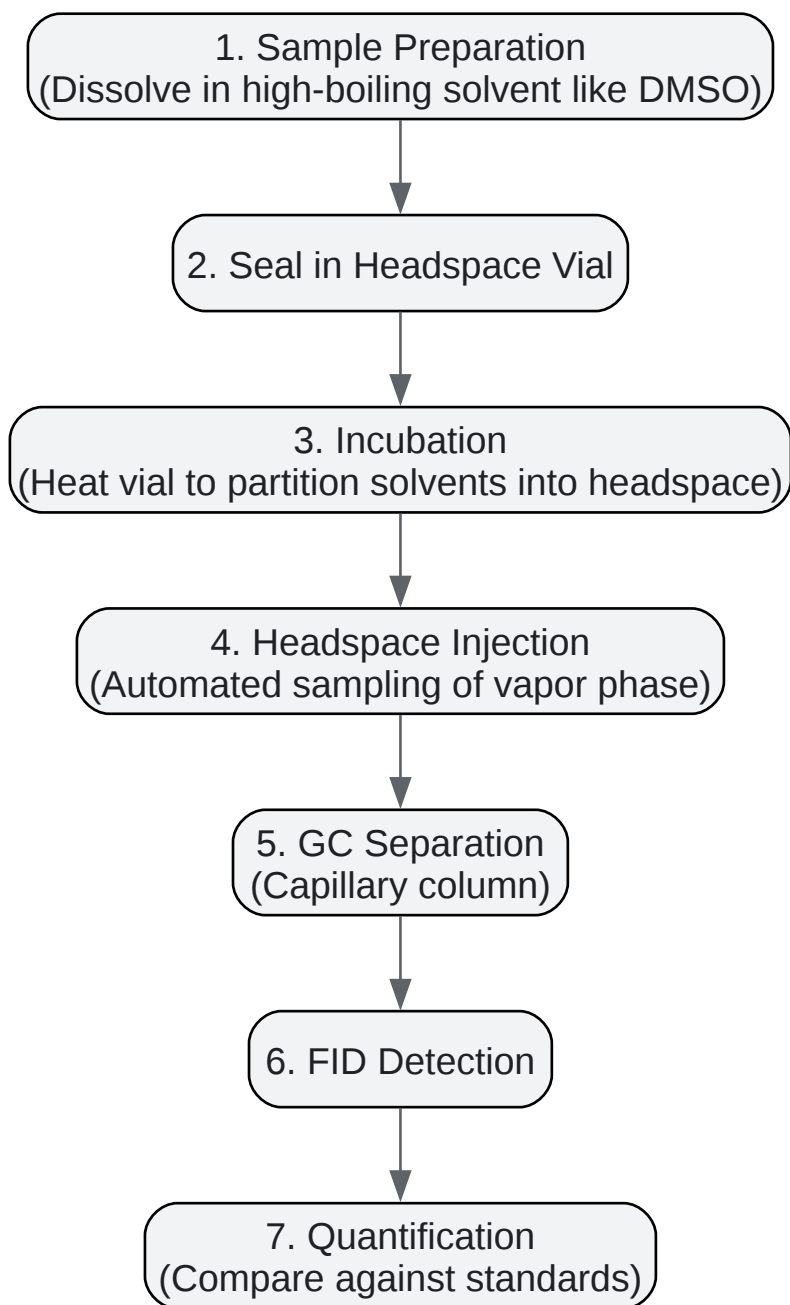 1. Sample Preparation
(Dissolve in high-boiling solvent like DMSO)
2. Seal in Headspace Vial
3. Incubation
(Heat vial to partition solvents into headspace)
4. Headspace Injection
(Automated sampling of vapor phase)
5. GC Separation
(Capillary column)
6. FID Detection
7. Quantification
(Compare against standards)